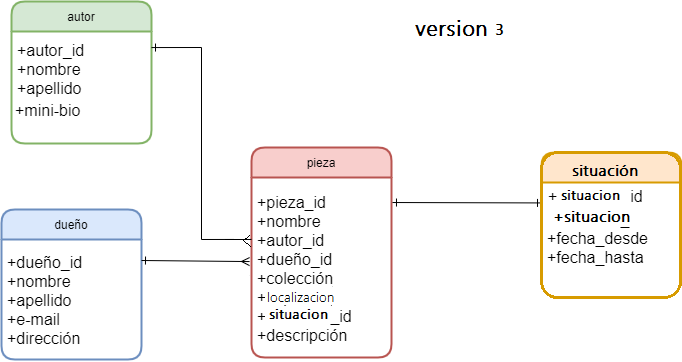 version 3
autor
+autor_id
+nombre
+apellido
+mini-bio
pieza
+pieza_id
+nombre
+autor_id
+dueño_id
+colección
+localizacion
+ situacion _id
+descripción
situación
+ situacion id
+situacion_
+fecha_desde
+fecha_hasta
dueño
+dueño_id
+nombre
+apellido
+e-mail
+dirección